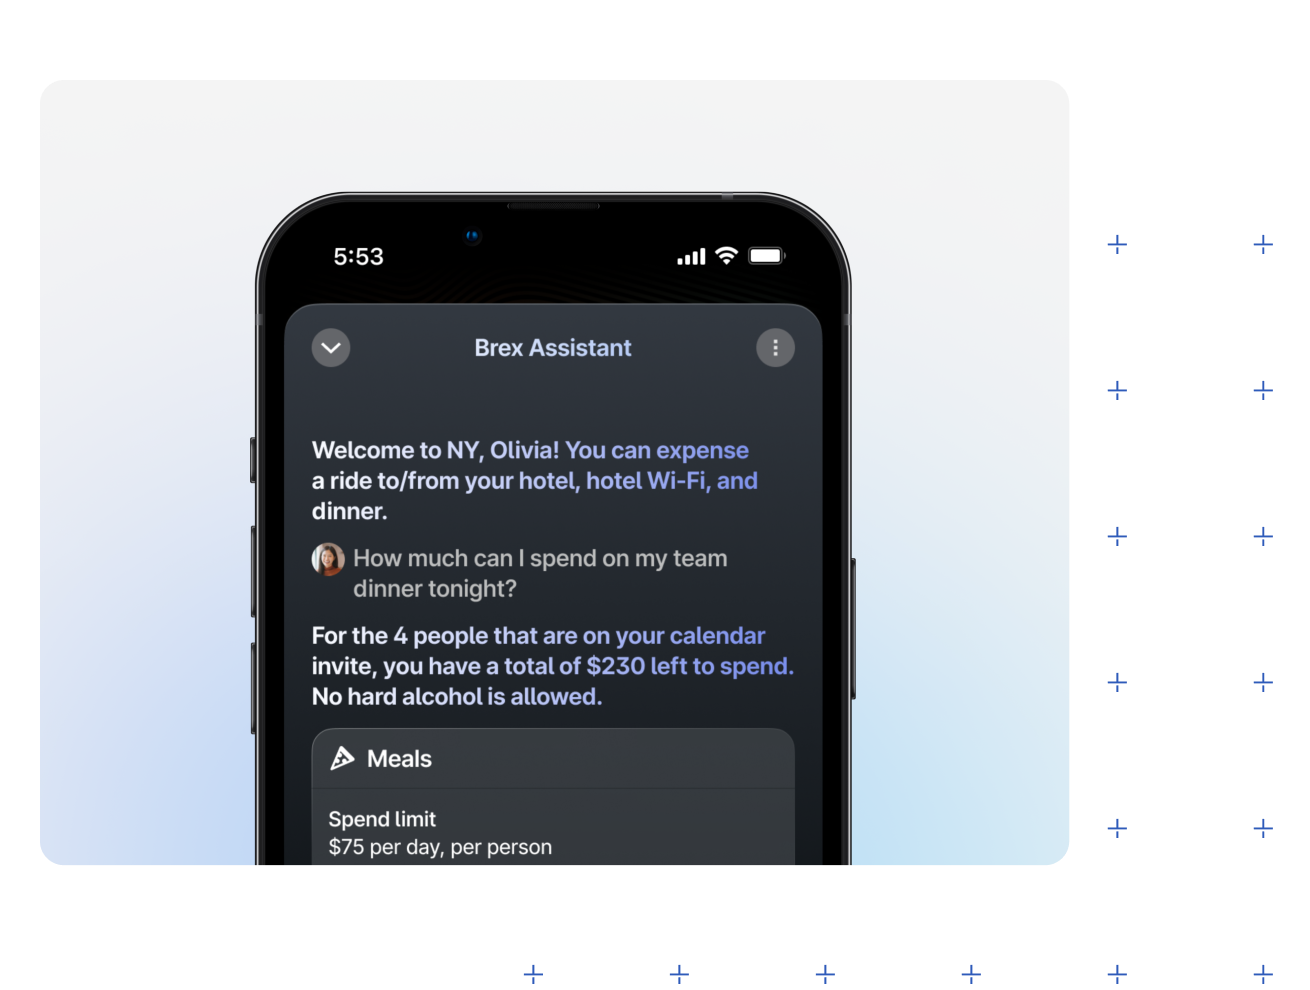 5:53
Brex Assistant
Welcome to NY, Olivia! You can expense
a ride to/from your hotel, hotel Wi-Fi, and
dinner.
How much can I spend on my team
dinner tonight?
For the 4 people that are on your calendar
invite, you have a total of $230 left to spend.
No hard alcohol is allowed.
Meals
Spend limit
$75 per day, per person